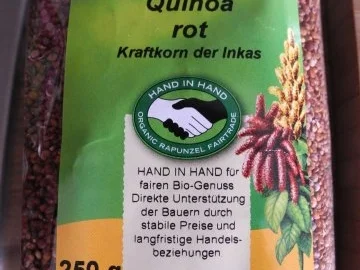 Quinoa
rot
Kraftkorn der Inkas
HAND IN HAND
ORGANIC RAPUNZEL FAIRTRADE
HAND IN HAND für
fairen Bio-Genuss
Direkte Unterstützung
der Bauern durch
stabile Preise und
langfristige Handels-
beziehungen
250 g